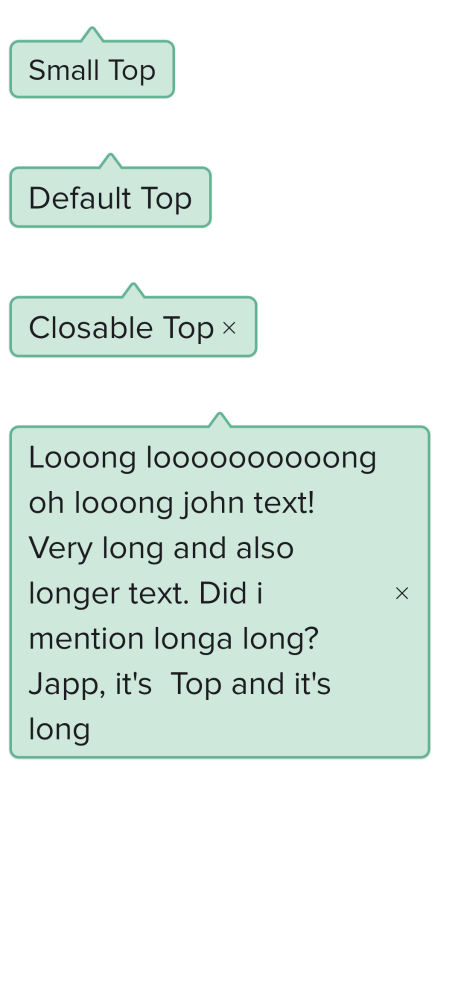 Small Top
Default Top
Closable Top ×
Looong looooooooooong
oh looong john text!
Very long and also
longer text. Did i
mention longa long?
Japp, it's  Top and it's
long
×